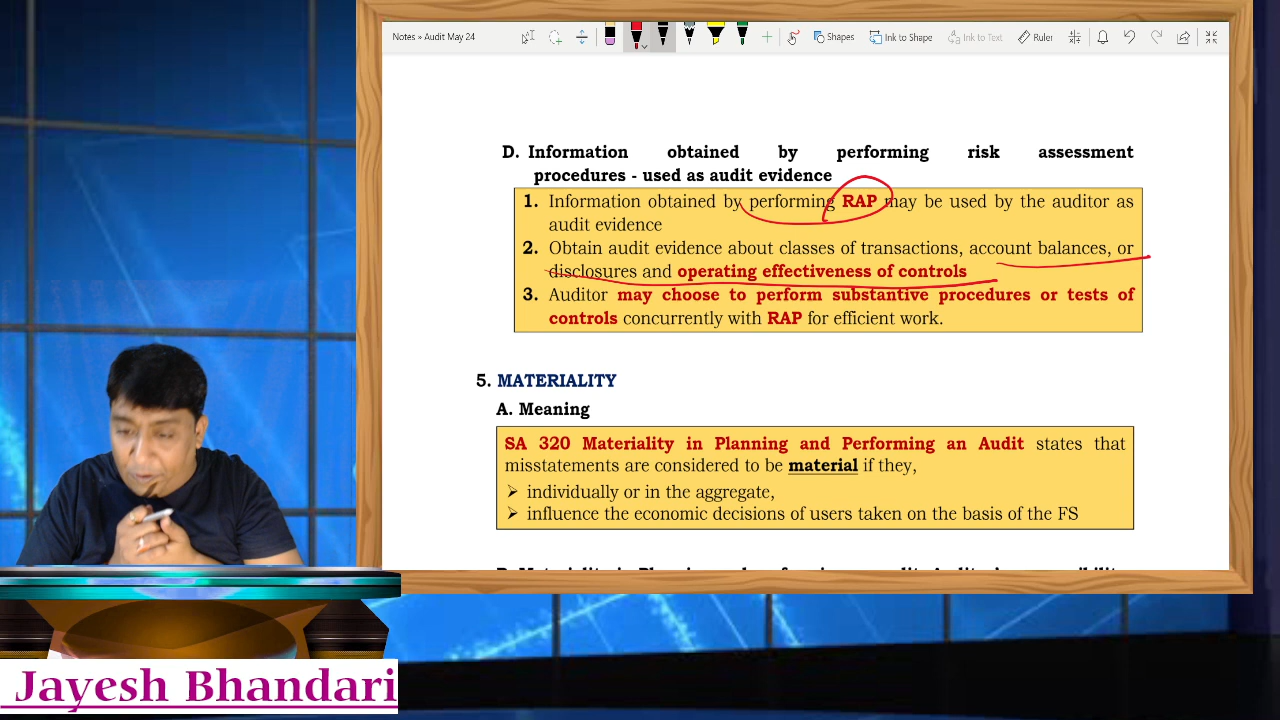 Notes » Audit May 24
Shapes
Ink to Shape
Ink to Text
Ruler
D. Information obtained by performing risk assessment
procedures - used as audit evidence
1. Information obtained by performing RAP may be used by the auditor as
audit evidence
2. Obtain audit evidence about classes of transactions, account balances, or
disclosures and operating effectiveness of controls
3. Auditor may choose to perform substantive procedures or tests of
controls concurrently with RAP for efficient work.
5. MATERIALITY
A. Meaning
SA 320 Materiality in Planning and Performing an Audit states that
misstatements are considered to be material if they,
➢ individually or in the aggregate,
➢ influence the economic decisions of users taken on the basis of the FS
Jayesh Bhandari